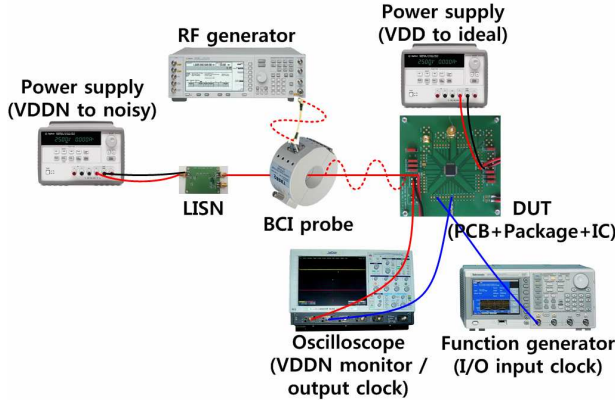 RF generator
Power supply
(VDD to ideal)
Power supply
(VDDN to noisy)
LISN
BCI probe
DUT
(PCB+Package+IC)
Oscilloscope
(VDDN monitor /
output clock)
Function generator
(I/O input clock)